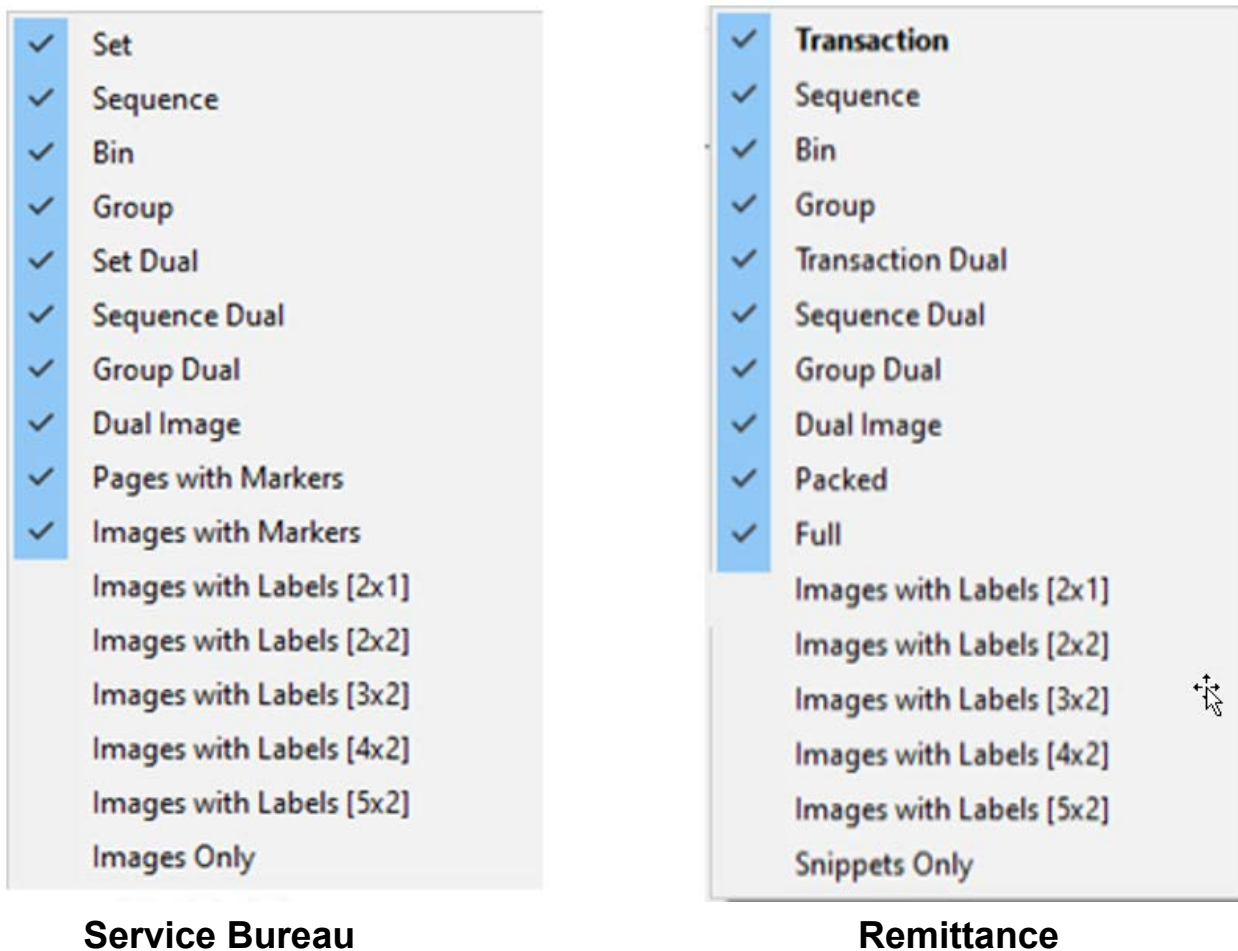 Set
Sequence
Bin
Group
Set Dual
Sequence Dual
Group Dual
Dual Image
Pages with Markers
Images with Markers
Images with Labels [2x1]
Images with Labels [2x2]
Images with Labels [3x2]
Images with Labels [4x2]
Images with Labels [5x2]
Images Only
Service Bureau
Transaction
Sequence
Bin
Group
Transaction Dual
Sequence Dual
Group Dual
Dual Image
Packed
Full
Images with Labels [2x1]
Images with Labels [2x2]
Images with Labels [3x2]
Images with Labels [4x2]
Images with Labels [5x2]
Snippets Only
Remittance